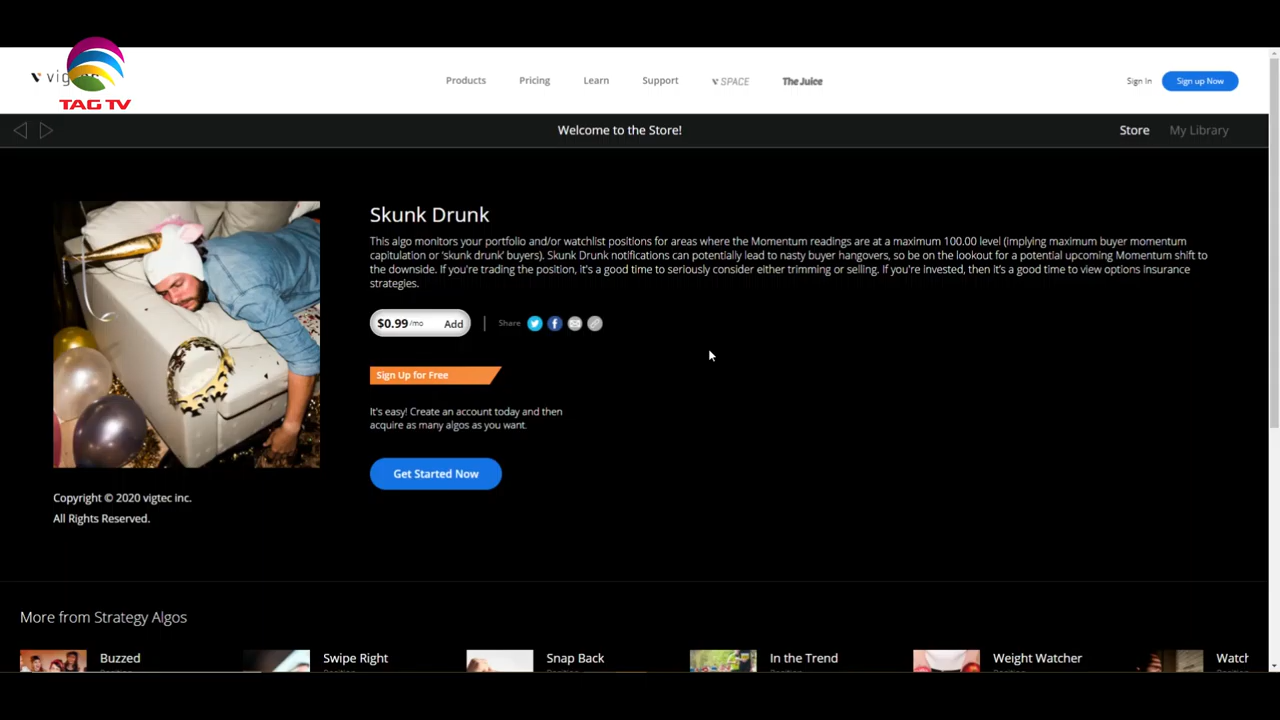 vigtec
TAG TV
Products
Pricing
Learn
Support
SPACE
The Juice
Sign In
Sign up Now
Welcome to the Store!
Store
My Library
Skunk Drunk
This algo monitors your portfolio and/or watchlist positions for areas where the Momentum readings are at a maximum 100.00 level (implying maximum buyer momentum
capitulation or ‘skunk drunk’ buyers). Skunk Drunk notifications can potentially lead to nasty buyer hangovers, so be on the lookout for a potential upcoming Momentum shift to
the downside. If you're trading the position, it's a good time to seriously consider either trimming or selling. If you're invested, then it’s a good time to view options insurance
strategies.
$0.99 /mo Add
Share
Sign Up for Free
It's easy! Create an account today and then
acquire as many algos as you want.
Get Started Now
Copyright © 2020 vigtec inc.
All Rights Reserved.
More from Strategy Algos
Buzzed
Swipe Right
Snap Back
In the Trend
Weight Watcher
Watch